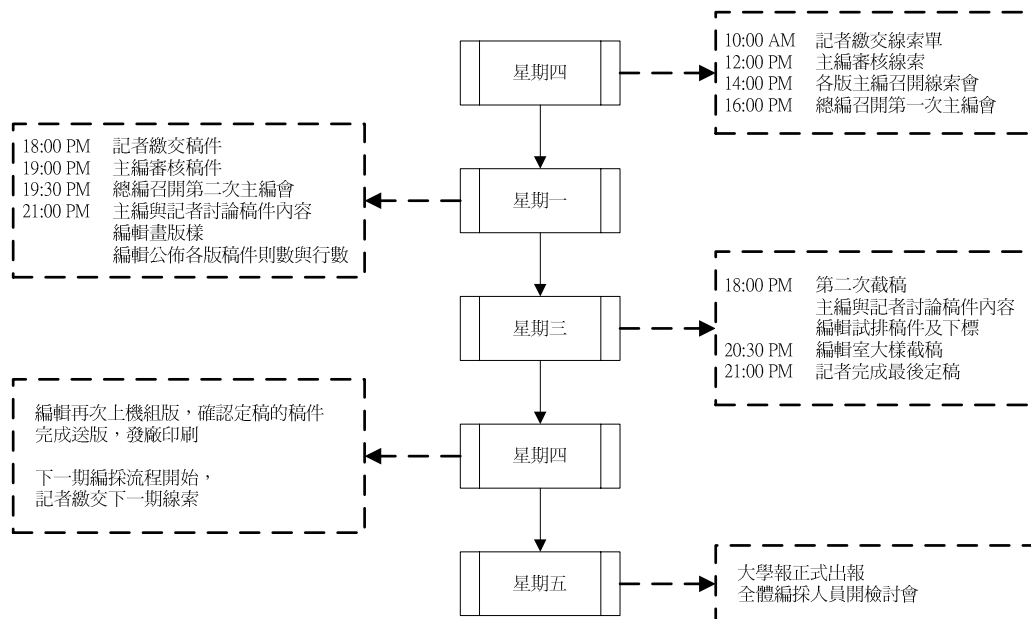 星期四
10:00 AM 記者繳交線索單
12:00 PM 主編審核線索
14:00 PM 各版主編召開線索會
16:00 PM 總編召開第一次主編會
星期一
18:00 PM 記者繳交稿件
19:00 PM 主編審核稿件
19:30 PM 總編召開第二次主編會
21:00 PM 主編與記者討論稿件內容
編輯畫版樣
編輯公佈各版稿件則數與行數
星期三
18:00 PM 第二次截稿
主編與記者討論稿件內容
編輯試排稿件及下標
20:30 PM 編輯室大樣截稿
21:00 PM 記者完成最後定稿
星期四
編輯再次上機組版，確認定稿的稿件
完成送版，發廠印刷
下一期編採流程開始，
記者繳交下一期線索
星期五
大學報正式出報
全體編採人員開檢討會